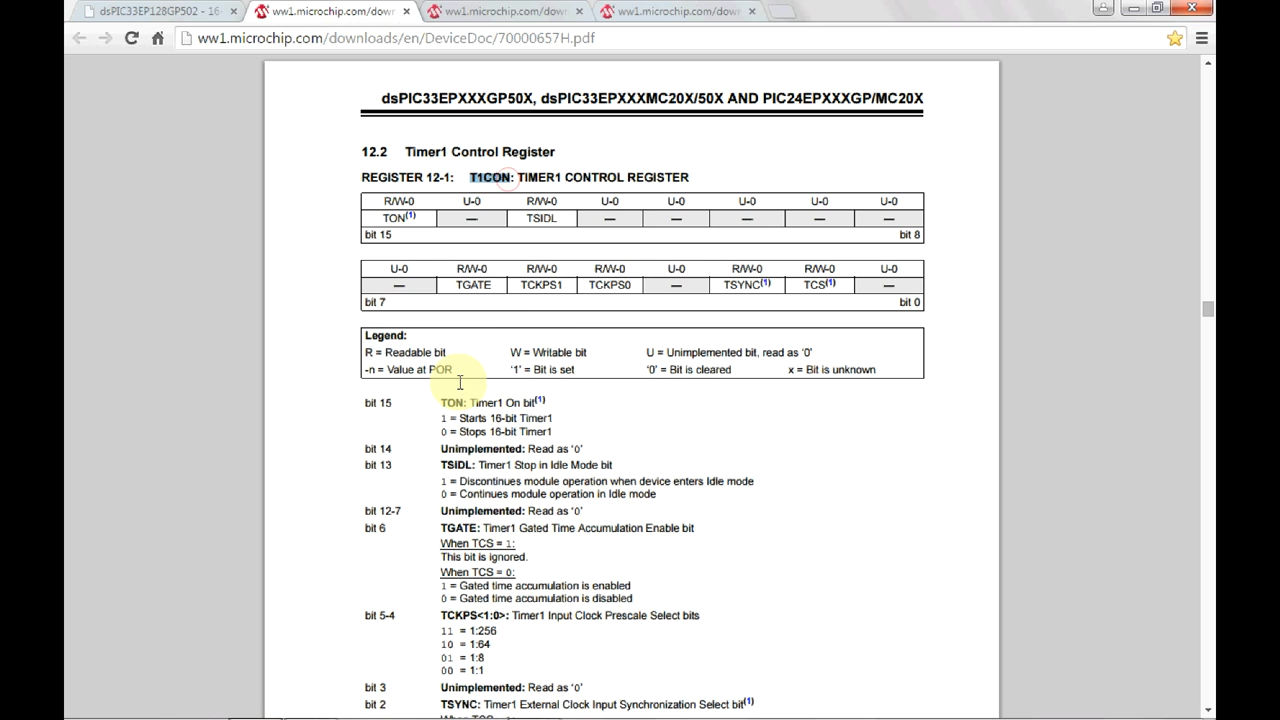 dsPIC33EP128GP502 - 16-
ww1.microchip.com/down
ww1.microchip.com/down
ww1.microchip.com/down
ww1.microchip.com/downloads/en/DeviceDoc/70000657H.pdf
dsPIC33EPXXXGP50X, dsPIC33EPXXXMC20X/50X AND PIC24EPXXXGP/MC20X
12.2 Timer1 Control Register
REGISTER 12-1: T1CON: TIMER1 CONTROL REGISTER
R/W-0 U-0 R/W-0 U-0 U-0 U-0 U-0 U-0
TON(1) — TSIDL — — — — —
bit 15 bit 8
U-0 R/W-0 R/W-0 R/W-0 U-0 R/W-0 R/W-0 U-0
— TGATE TCKPS1 TCKPS0 — TSYNC(1) TCS(1) —
bit 7 bit 0
Legend:
R = Readable bit W = Writable bit U = Unimplemented bit, read as ‘0’
-n = Value at POR ‘1’ = Bit is set ‘0’ = Bit is cleared x = Bit is unknown
bit 15 TON: Timer1 On bit(1)
1 = Starts 16-bit Timer1
0 = Stops 16-bit Timer1
bit 14 Unimplemented: Read as ‘0’
bit 13 TSIDL: Timer1 Stop in Idle Mode bit
1 = Discontinues module operation when device enters Idle mode
0 = Continues module operation in Idle mode
bit 12-7 Unimplemented: Read as ‘0’
bit 6 TGATE: Timer1 Gated Time Accumulation Enable bit
When TCS = 1:
This bit is ignored.
When TCS = 0:
1 = Gated time accumulation is enabled
0 = Gated time accumulation is disabled
bit 5-4 TCKPS<1:0>: Timer1 Input Clock Prescale Select bits
11 = 1:256
10 = 1:64
01 = 1:8
00 = 1:1
bit 3 Unimplemented: Read as ‘0’
bit 2 TSYNC: Timer1 External Clock Input Synchronization Select bit(1)